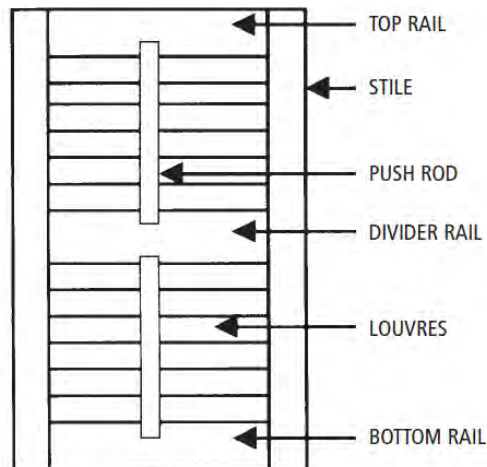 TOP RAIL
STILE
PUSH ROD
DIVIDER RAIL
LOUVRES
BOTTOM RAIL